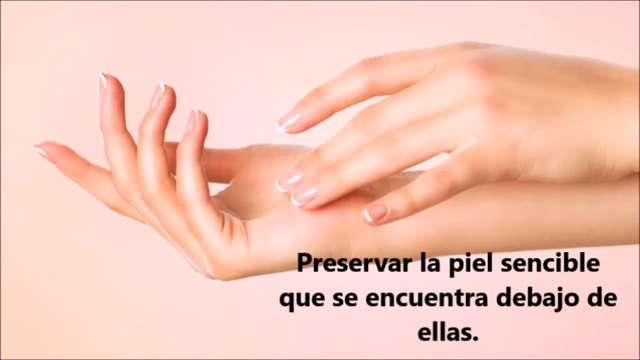 Preservar la piel sencible
que se encuentra debajo de
ellas.